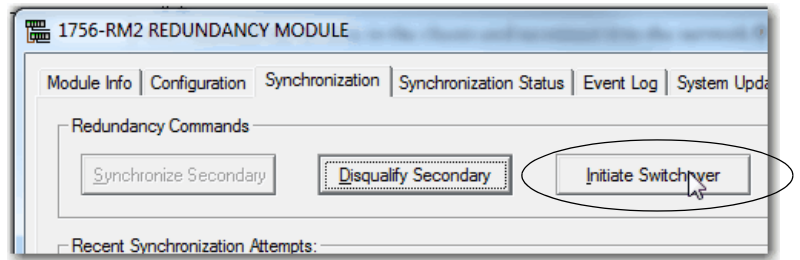 1756-RM2 REDUNDANCY MODULE
Module Info Configuration Synchronization Synchronization Status Event Log System Upda
Redundancy Commands
Synchronize Secondary Disqualify Secondary Initiate Switchover
Recent Synchronization Attempts: